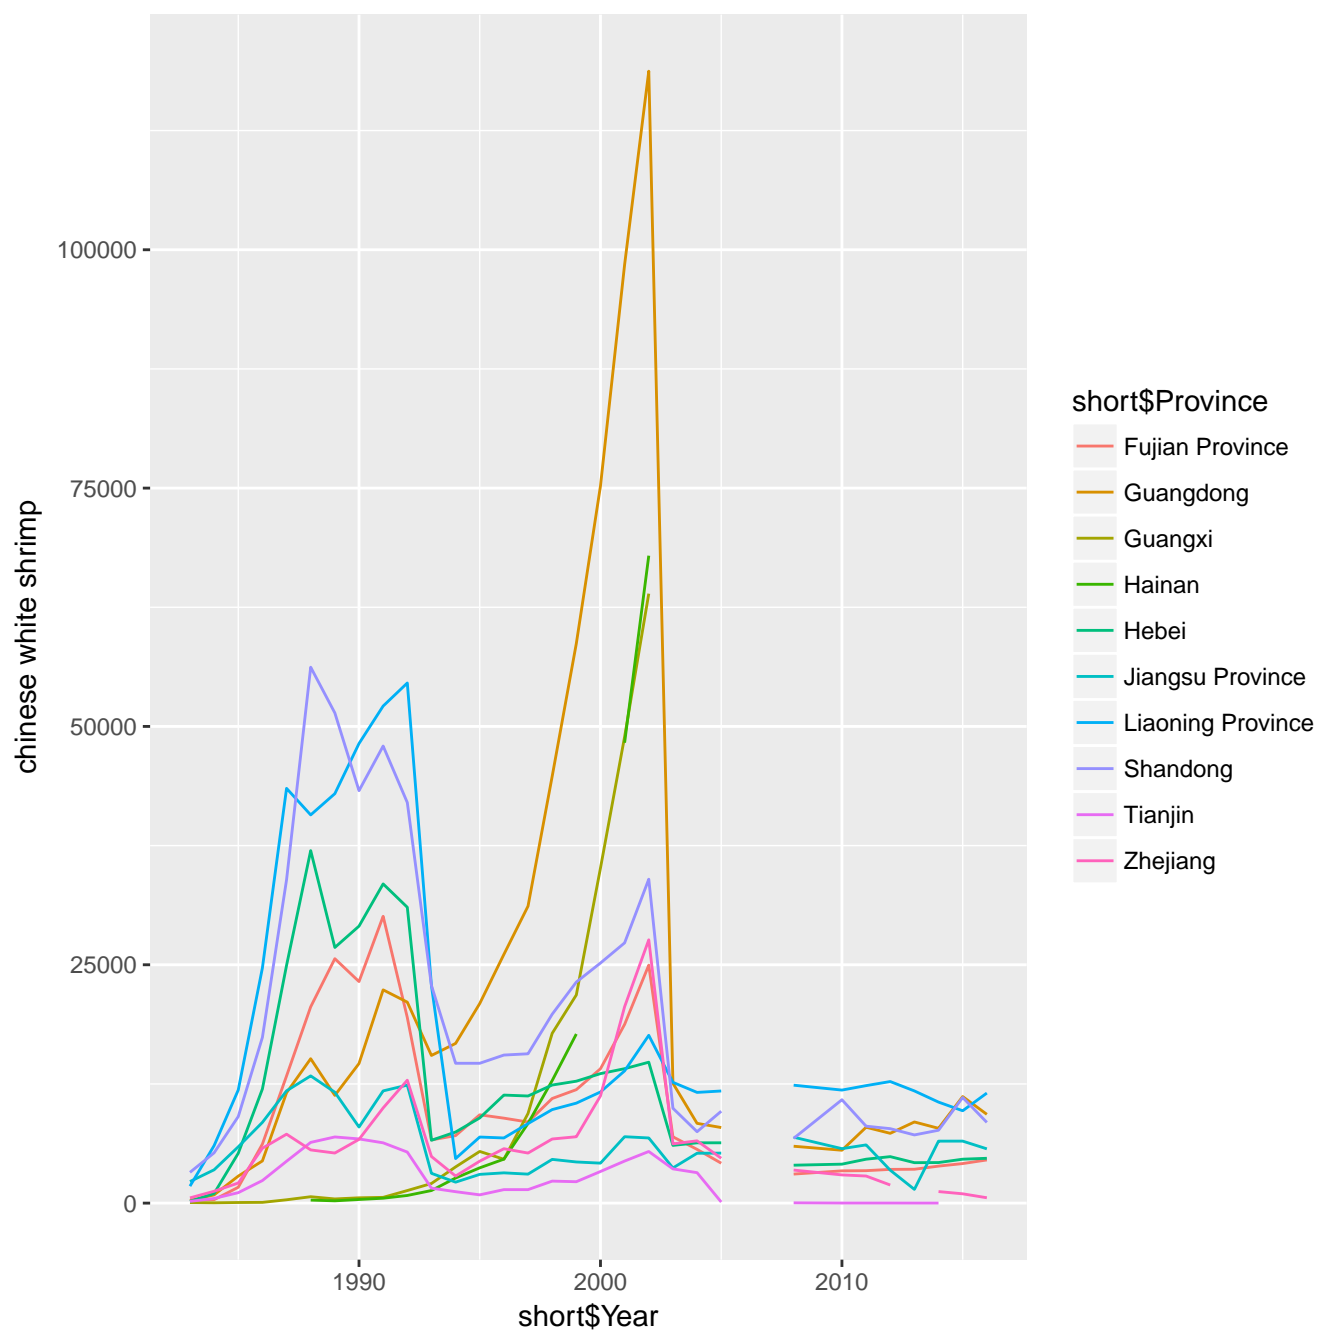 chinese white shrimp
100000
75000
50000
25000
0
1990
2000
2010
short$Year
short$Province
Fujian Province
Guangdong
Guangxi
Hainan
Hebei
Jiangsu Province
Liaoning Province
Shandong
Tianjin
Zhejiang